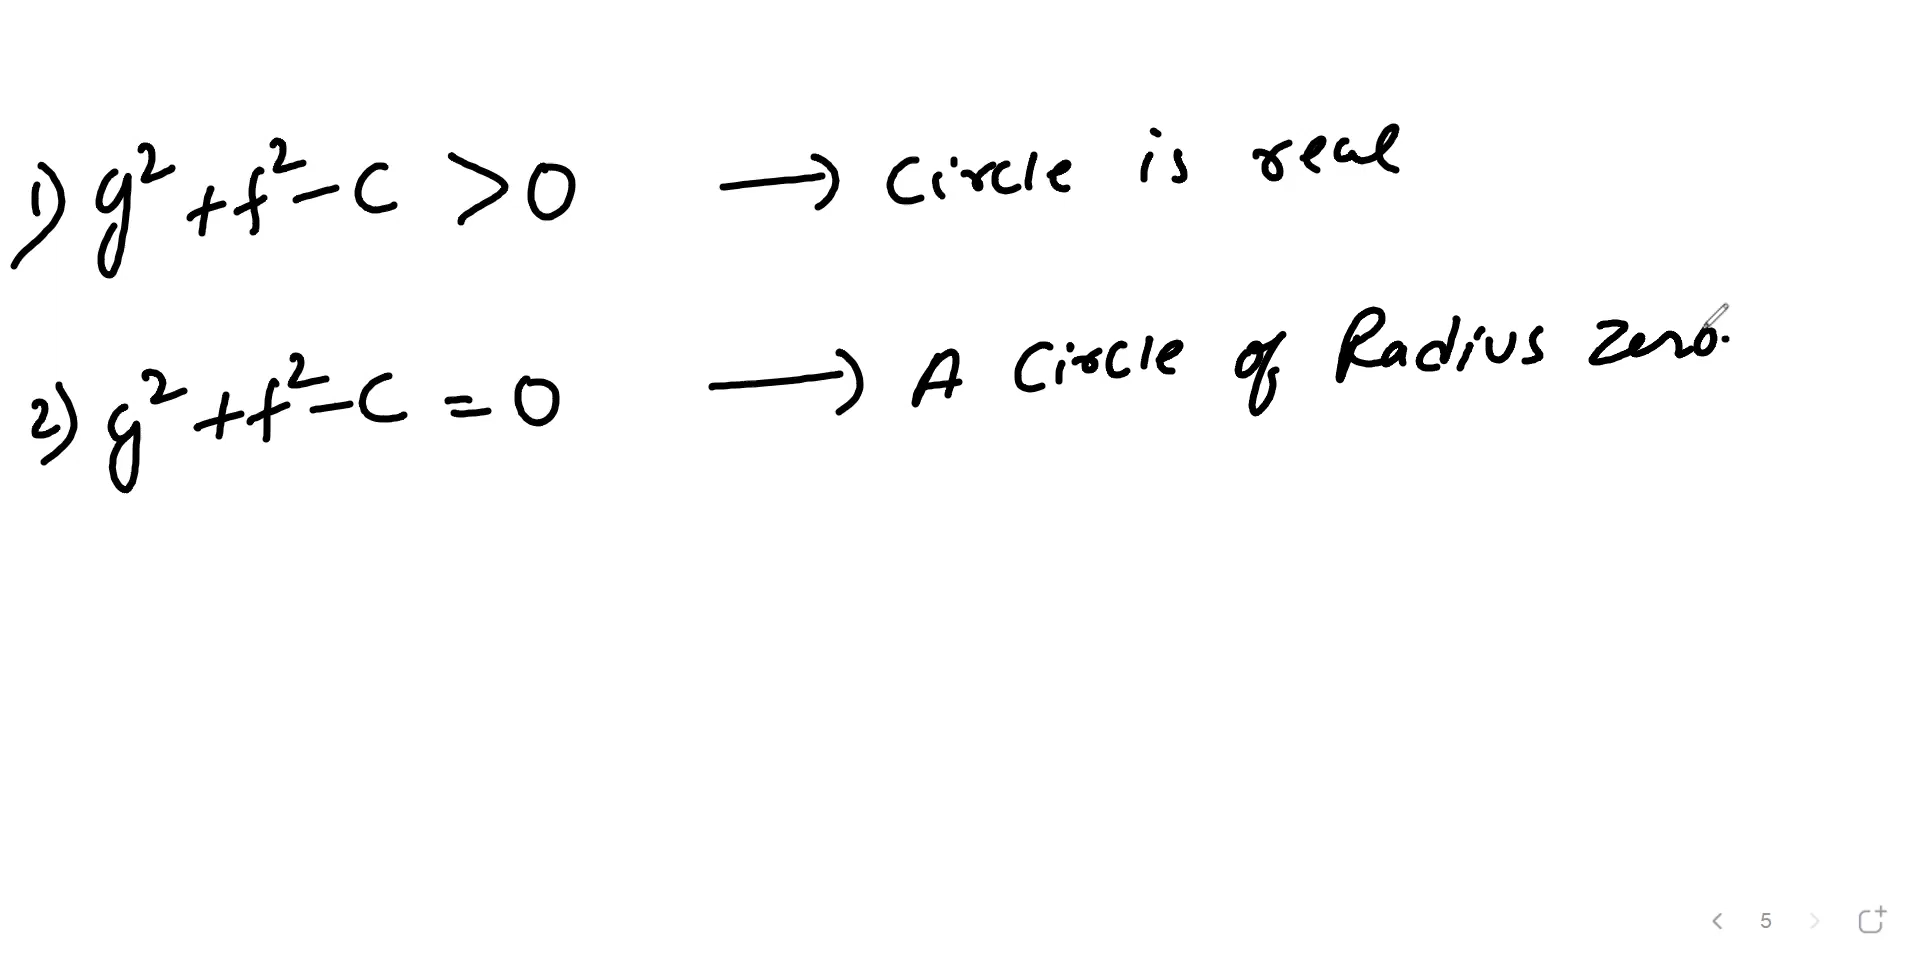 1) g²+f²-c >0 → Circle is real
2) g²+f²-c = 0 → A Circle of Radius Zero.
< 5 >